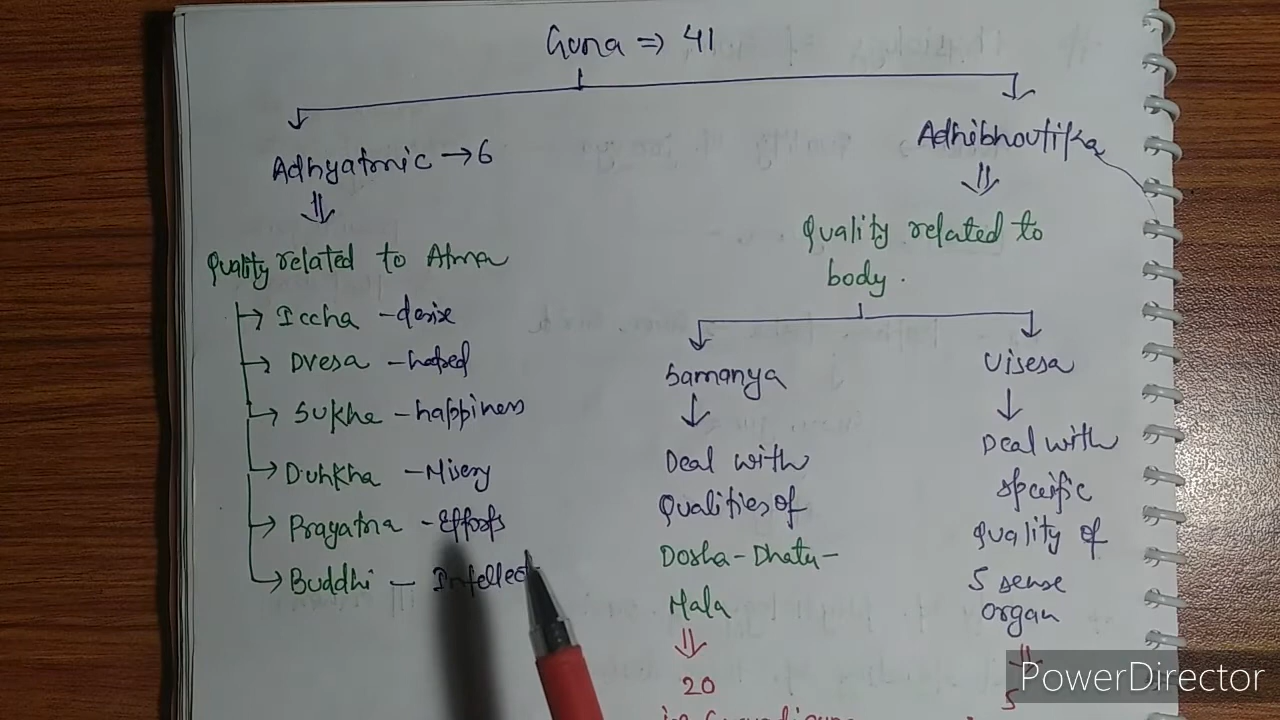 Guna => 41
Adhyatmic → 6
Adhibhoutika
Quality related to Atma
Quality related to
body.
Iccha - desire
Dvesa - hatred
Sukha - happiness
Duhkha - Misery
Prayatna - Efforts
Buddhi - Intellect
Samanya
Deal with
Qualities of
Dosha-Dhatu-
Mala
20
Visesa
Deal with
specific
quality of
5 sense
organ
5
PowerDirector